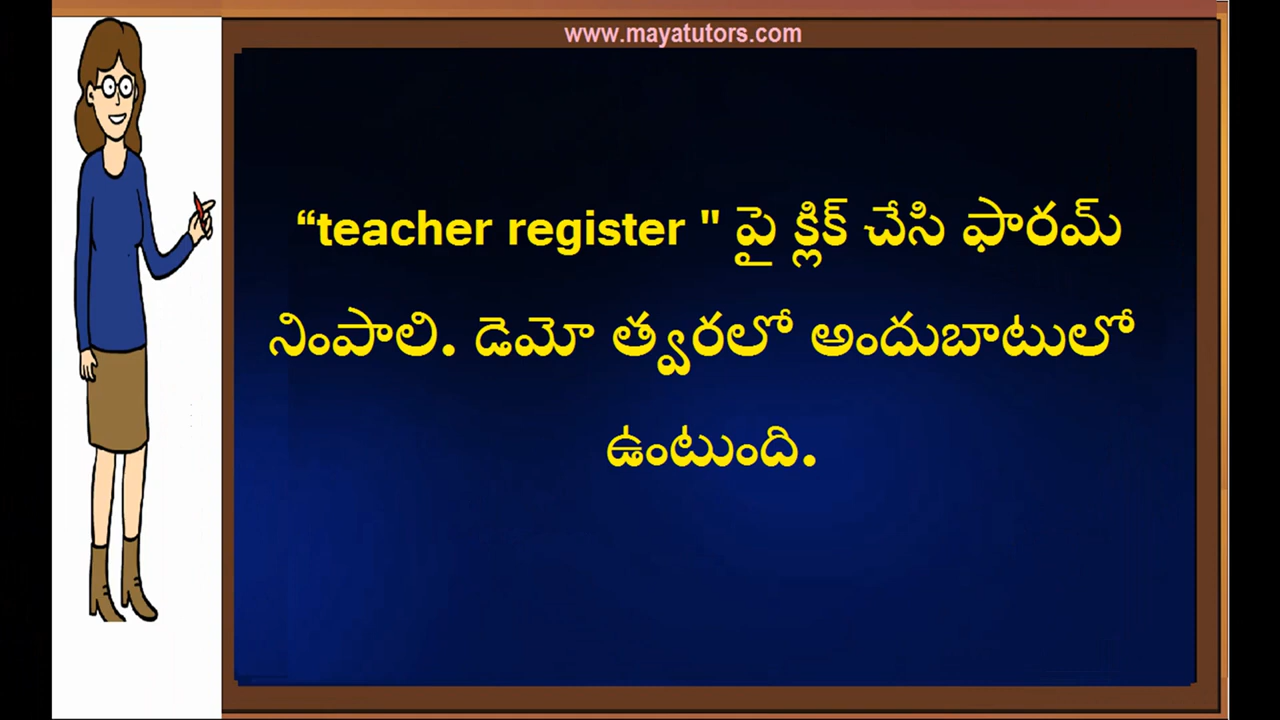 www.mayatutors.com
“teacher register " పై క్లిక్ చేసి ఫారమ్
నింపాలి. డెమో త్వరలో అందుబాటులో
ఉంటుంది.